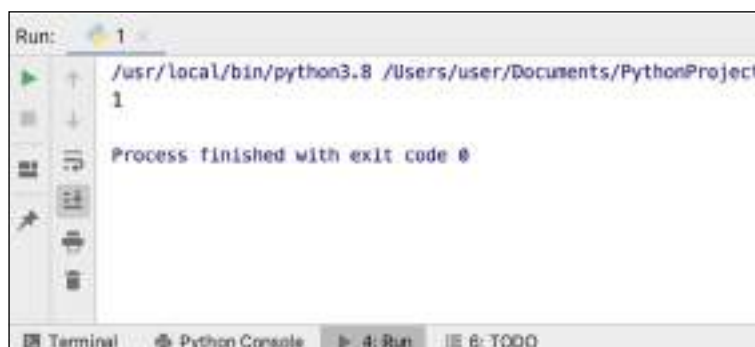 Run: 1
/usr/local/bin/python3.8 /Users/user/Documents/PythonProject
1
Process finished with exit code 0
Terminal Python Console 4: Run 6: TODO